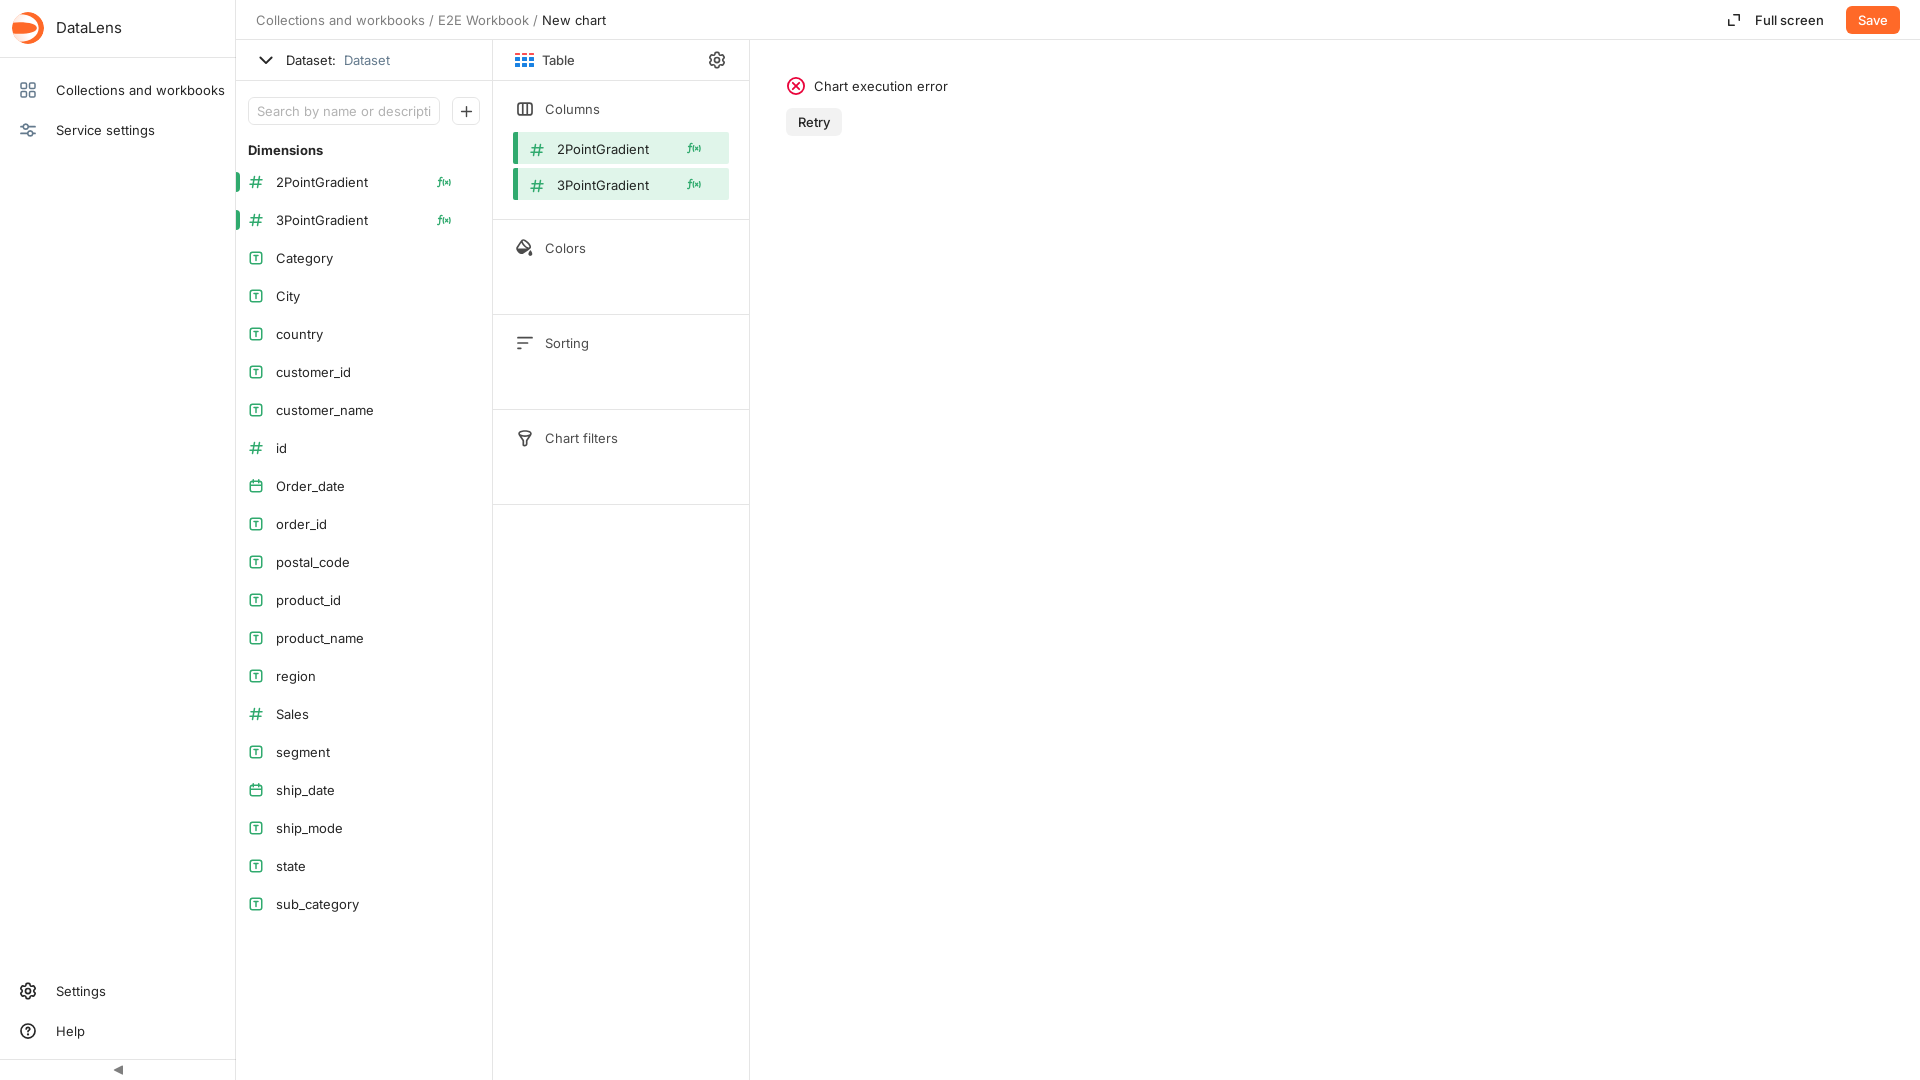 DataLens
Collections and workbooks
Service settings
Settings
Help
Collections and workbooks / E2E Workbook / New chart
Full screen
Save
Dataset: Dataset
Search by name or descripti
Dimensions
2PointGradient
3PointGradient
Category
City
country
customer_id
customer_name
id
Order_date
order_id
postal_code
product_id
product_name
region
Sales
segment
ship_date
ship_mode
state
sub_category
Table
Columns
2PointGradient
3PointGradient
Colors
Sorting
Chart filters
Chart execution error
Retry